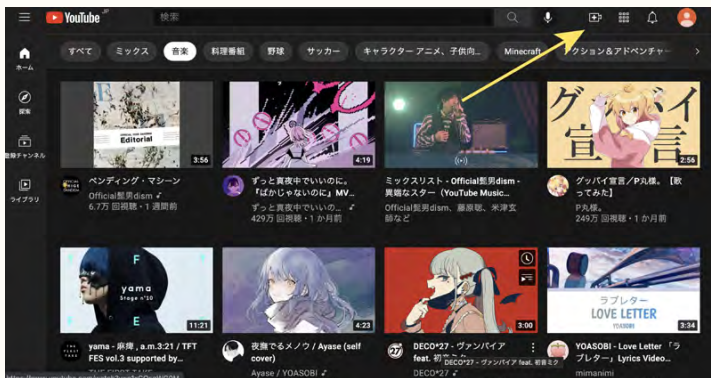 YouTube JP
検索
すべて ミックス 音楽 料理番組 野球 サッカー キャラクター アニメ、子供向... Minecraft アクション＆アドベンチャー
ホーム
探索
登録チャンネル
ライブラリ
Editorial
3:56
4:19
グッバイ
宣言
2:56
ペンディング・マシーン
Official髭男dism
6.7万 回視聴・1 週間前
ずっと真夜中でいいのに。
『ばかじゃないのに』MV...
ずっと真夜中でいいの...
429万 回視聴・1 か月前
ミックスリスト - Official髭男dism -
異端なスター（YouTube Music...
Official髭男dism、藤原聡、米津玄
師など
グッバイ宣言／P丸様。【歌
ってみた】
P丸様。
249万 回視聴・1 か月前
F
yama
Stage n°10
E
11:21
4:23
3:00
ラブレター
LOVE LETTER
YOASOBI
3:34
yama - 麻痺 , a.m.3:21 / TFT
FES vol.3 supported by...
夜撫でるメノウ / Ayase (self
cover)
Ayase / YOASOBI
DECO*27 - ヴァンパイア
feat. 初音ミク
DECO*27 - ヴァンパイア feat. 初音ミク
DECO*27
YOASOBI - Love Letter 「ラ
ブレター」Lyrics Video...
mimanimi